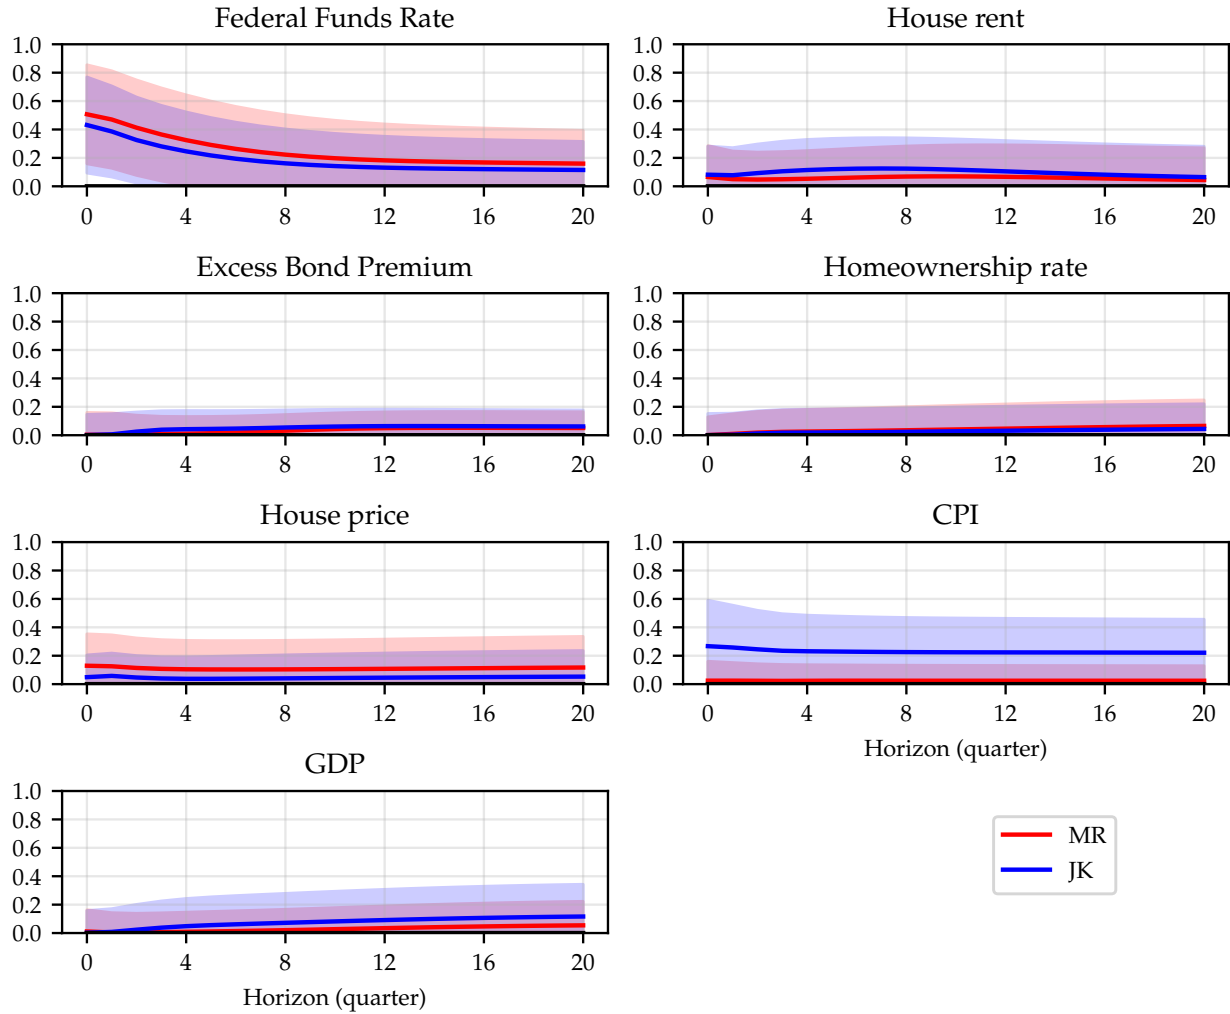 Federal Funds Rate
1.0
0.8
0.6
0.4
0.2
0.0
0 4 8 12 16 20
House rent
1.0
0.8
0.6
0.4
0.2
0.0
0 4 8 12 16 20
Excess Bond Premium
1.0
0.8
0.6
0.4
0.2
0.0
0 4 8 12 16 20
Homeownership rate
1.0
0.8
0.6
0.4
0.2
0.0
0 4 8 12 16 20
House price
1.0
0.8
0.6
0.4
0.2
0.0
0 4 8 12 16 20
CPI
1.0
0.8
0.6
0.4
0.2
0.0
0 4 8 12 16 20
Horizon (quarter)
GDP
1.0
0.8
0.6
0.4
0.2
0.0
0 4 8 12 16 20
Horizon (quarter)
MR
JK